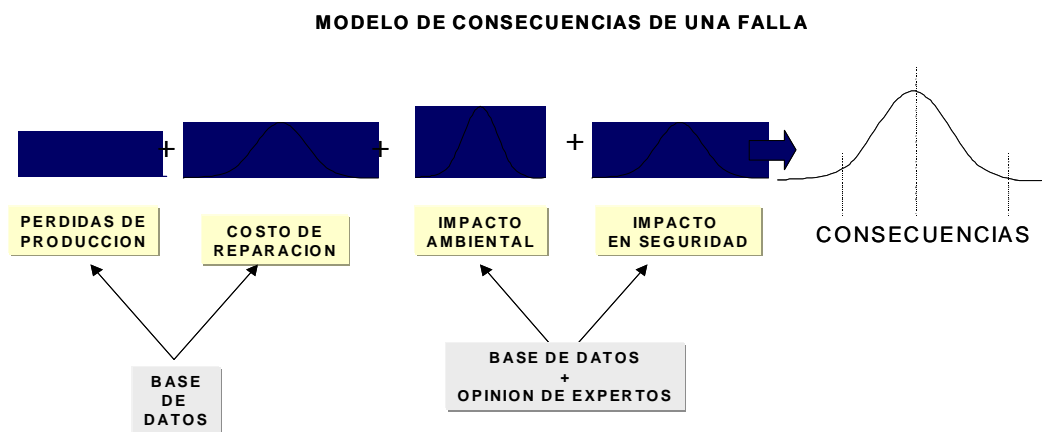 MODELO DE CONSECUENCIAS DE UNA FALLA
+
+
+
PERDIDAS DE
PRODUCCION
COSTO DE
REPARACION
IMPACTO
AMBIENTAL
IMPACTO
EN SEGURIDAD
CONSECUENCIAS
BASE
DE
DATOS
BASE DE DATOS
+
OPINION DE EXPERTOS